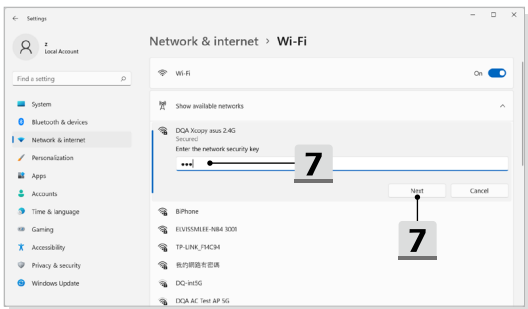 Settings
z
Local Account
Find a setting
System
Bluetooth & devices
Network & internet
Personalization
Apps
Accounts
Time & language
Gaming
Accessibility
Privacy & security
Windows Update
Network & internet > Wi-Fi
Wi-Fi
On
Show available networks
DQA Xcopy asus 2.4G
Secured
Enter the network security key
•••
7
Next
Cancel
7
BiPhone
ELVISSMLEE-NB4 3001
TP-LINK_F14C94
我的網路有密碼
DQ-int5G
DQA AC Test AP 5G